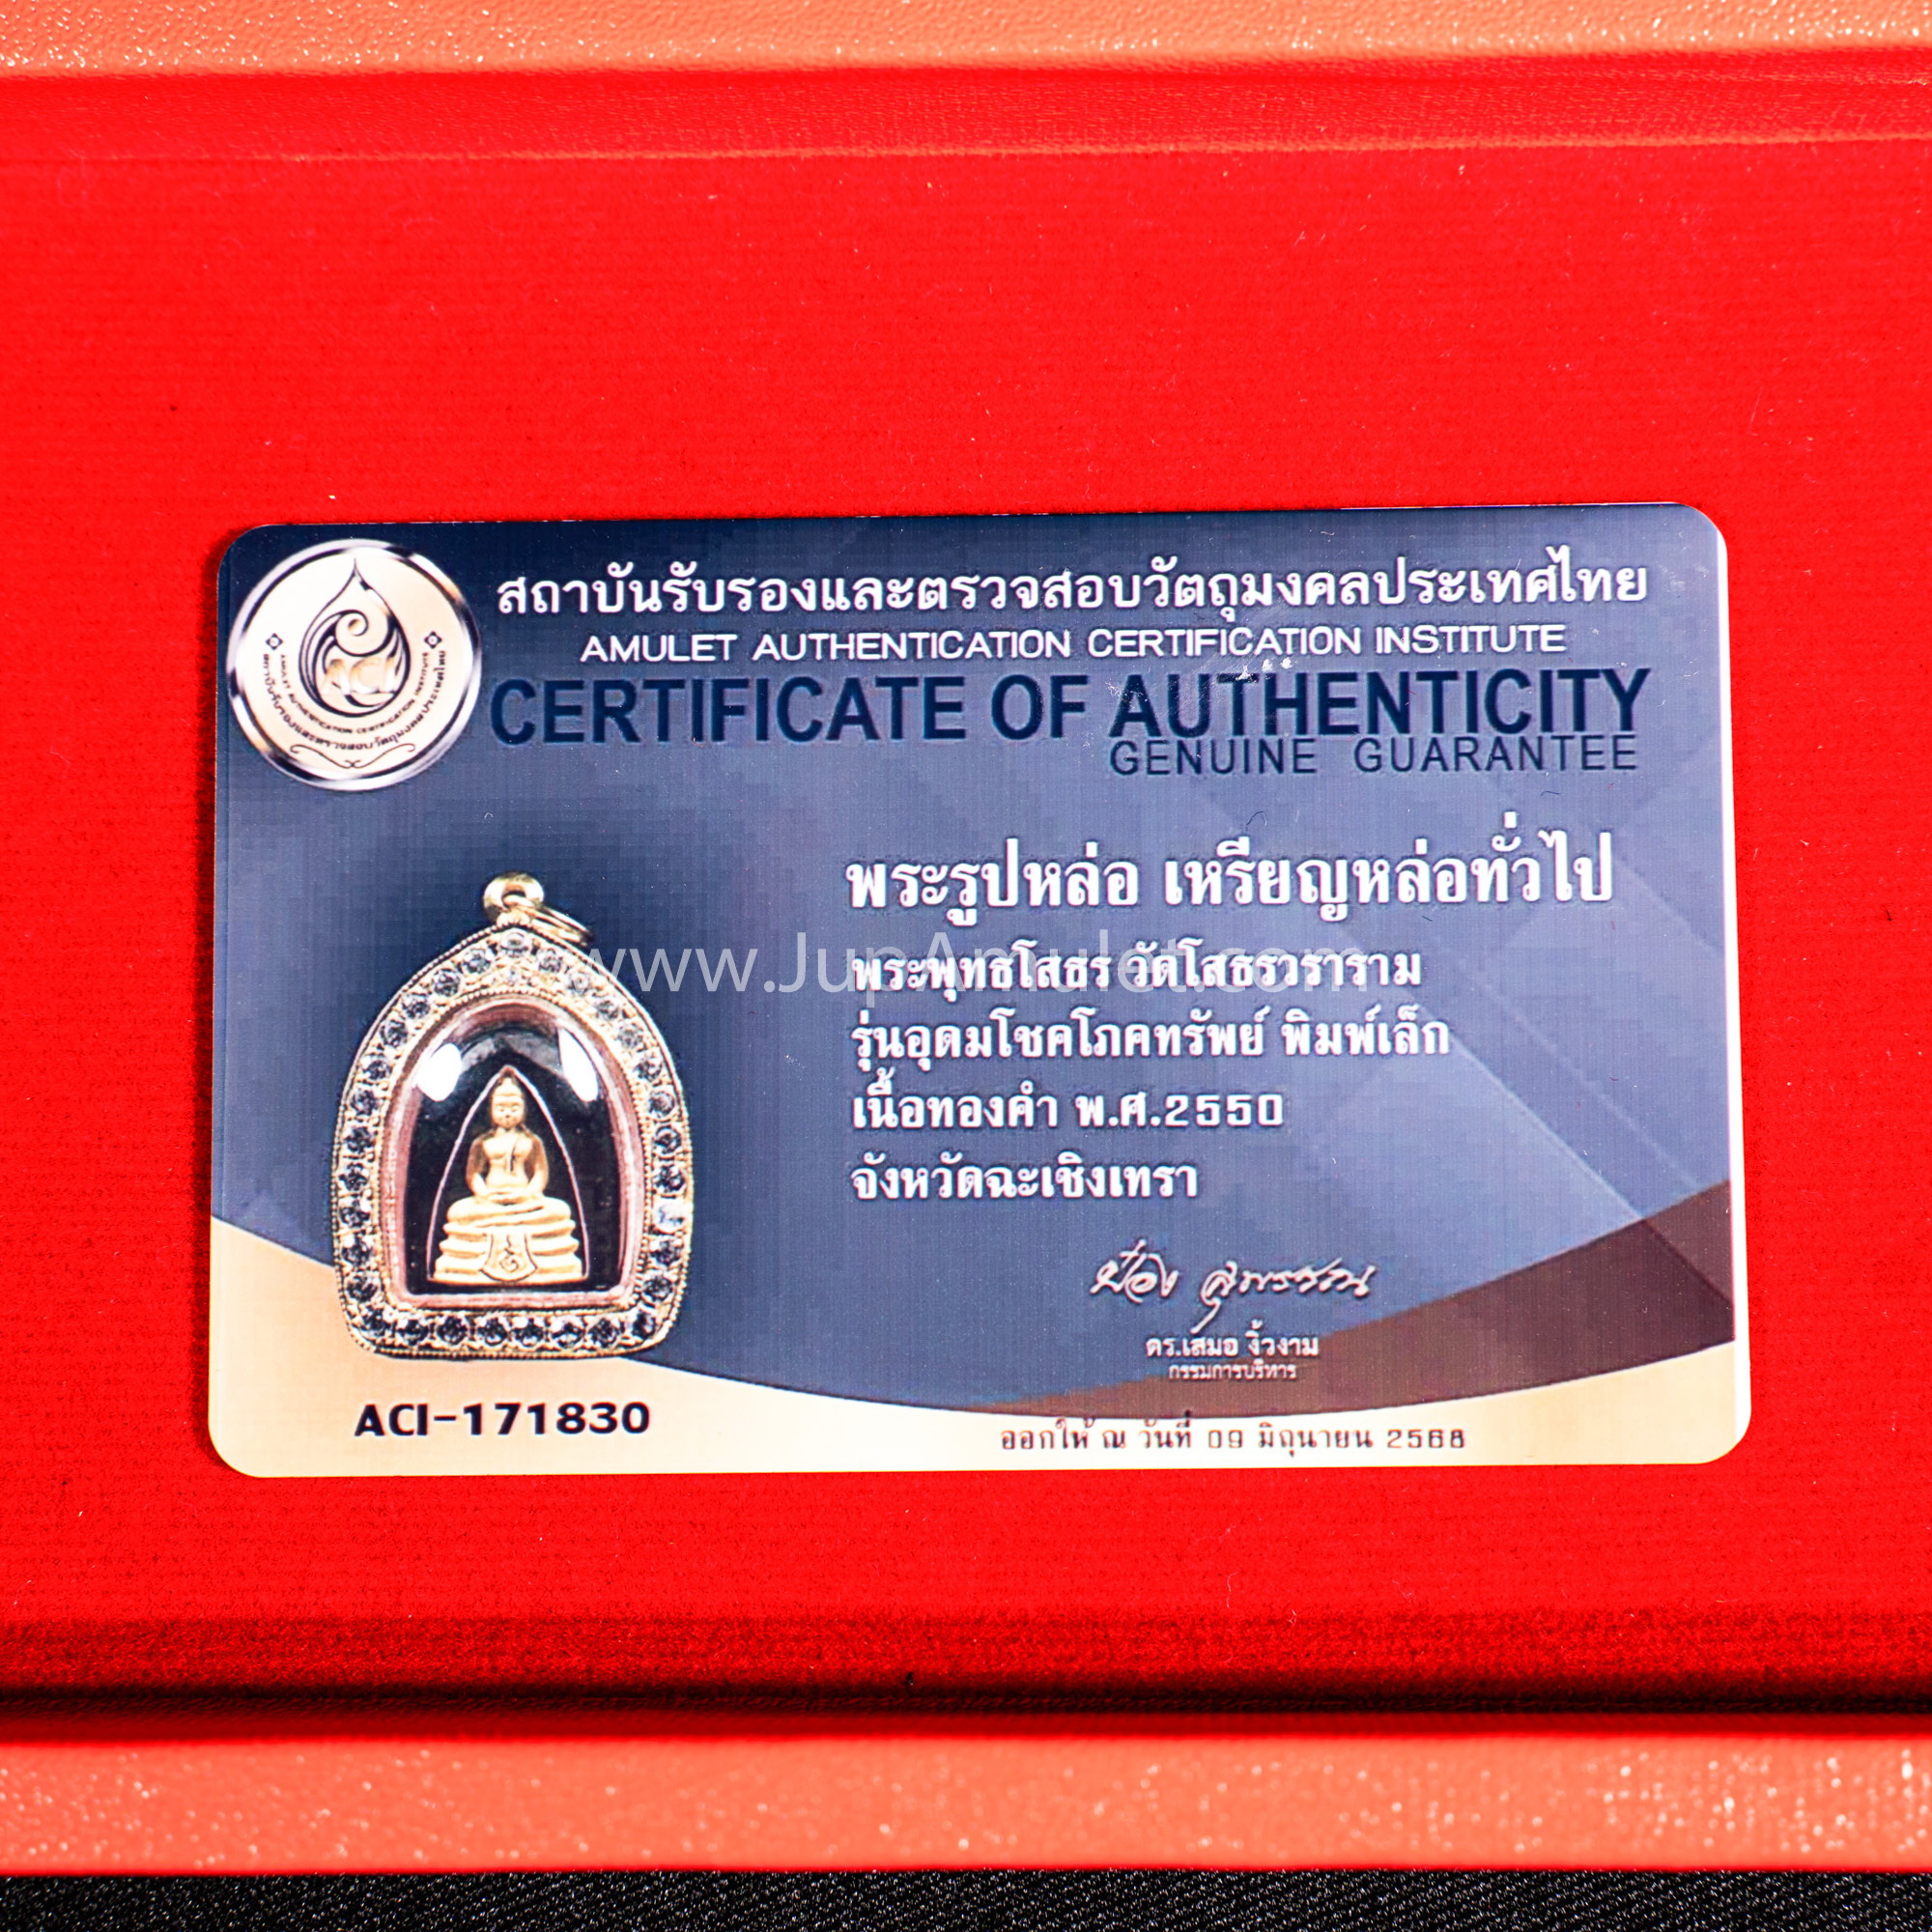 สถาบันรับรองและตรวจสอบวัตถุมงคลประเทศไทย
AMULET AUTHENTICATION CERTIFICATION INSTITUTE
CERTIFICATE OF AUTHENTICITY
GENUINE GUARANTEE
พระรูปหล่อ เหรียญหล่อทั่วไป
www.JupAmulet.com
พระพุทธโสธร วัดโสธรวราราม
รุ่นอุดมโชคโภคทรัพย์ พิมพ์เล็ก
เนื้อทองคำ พ.ศ.2550
จังหวัดฉะเชิงเทรา
ดร.เสมอ งิ้วงาม
กรรมการบริหาร
ACI-171830
ออกให้ ณ วันที่ 09 มิถุนายน 2568